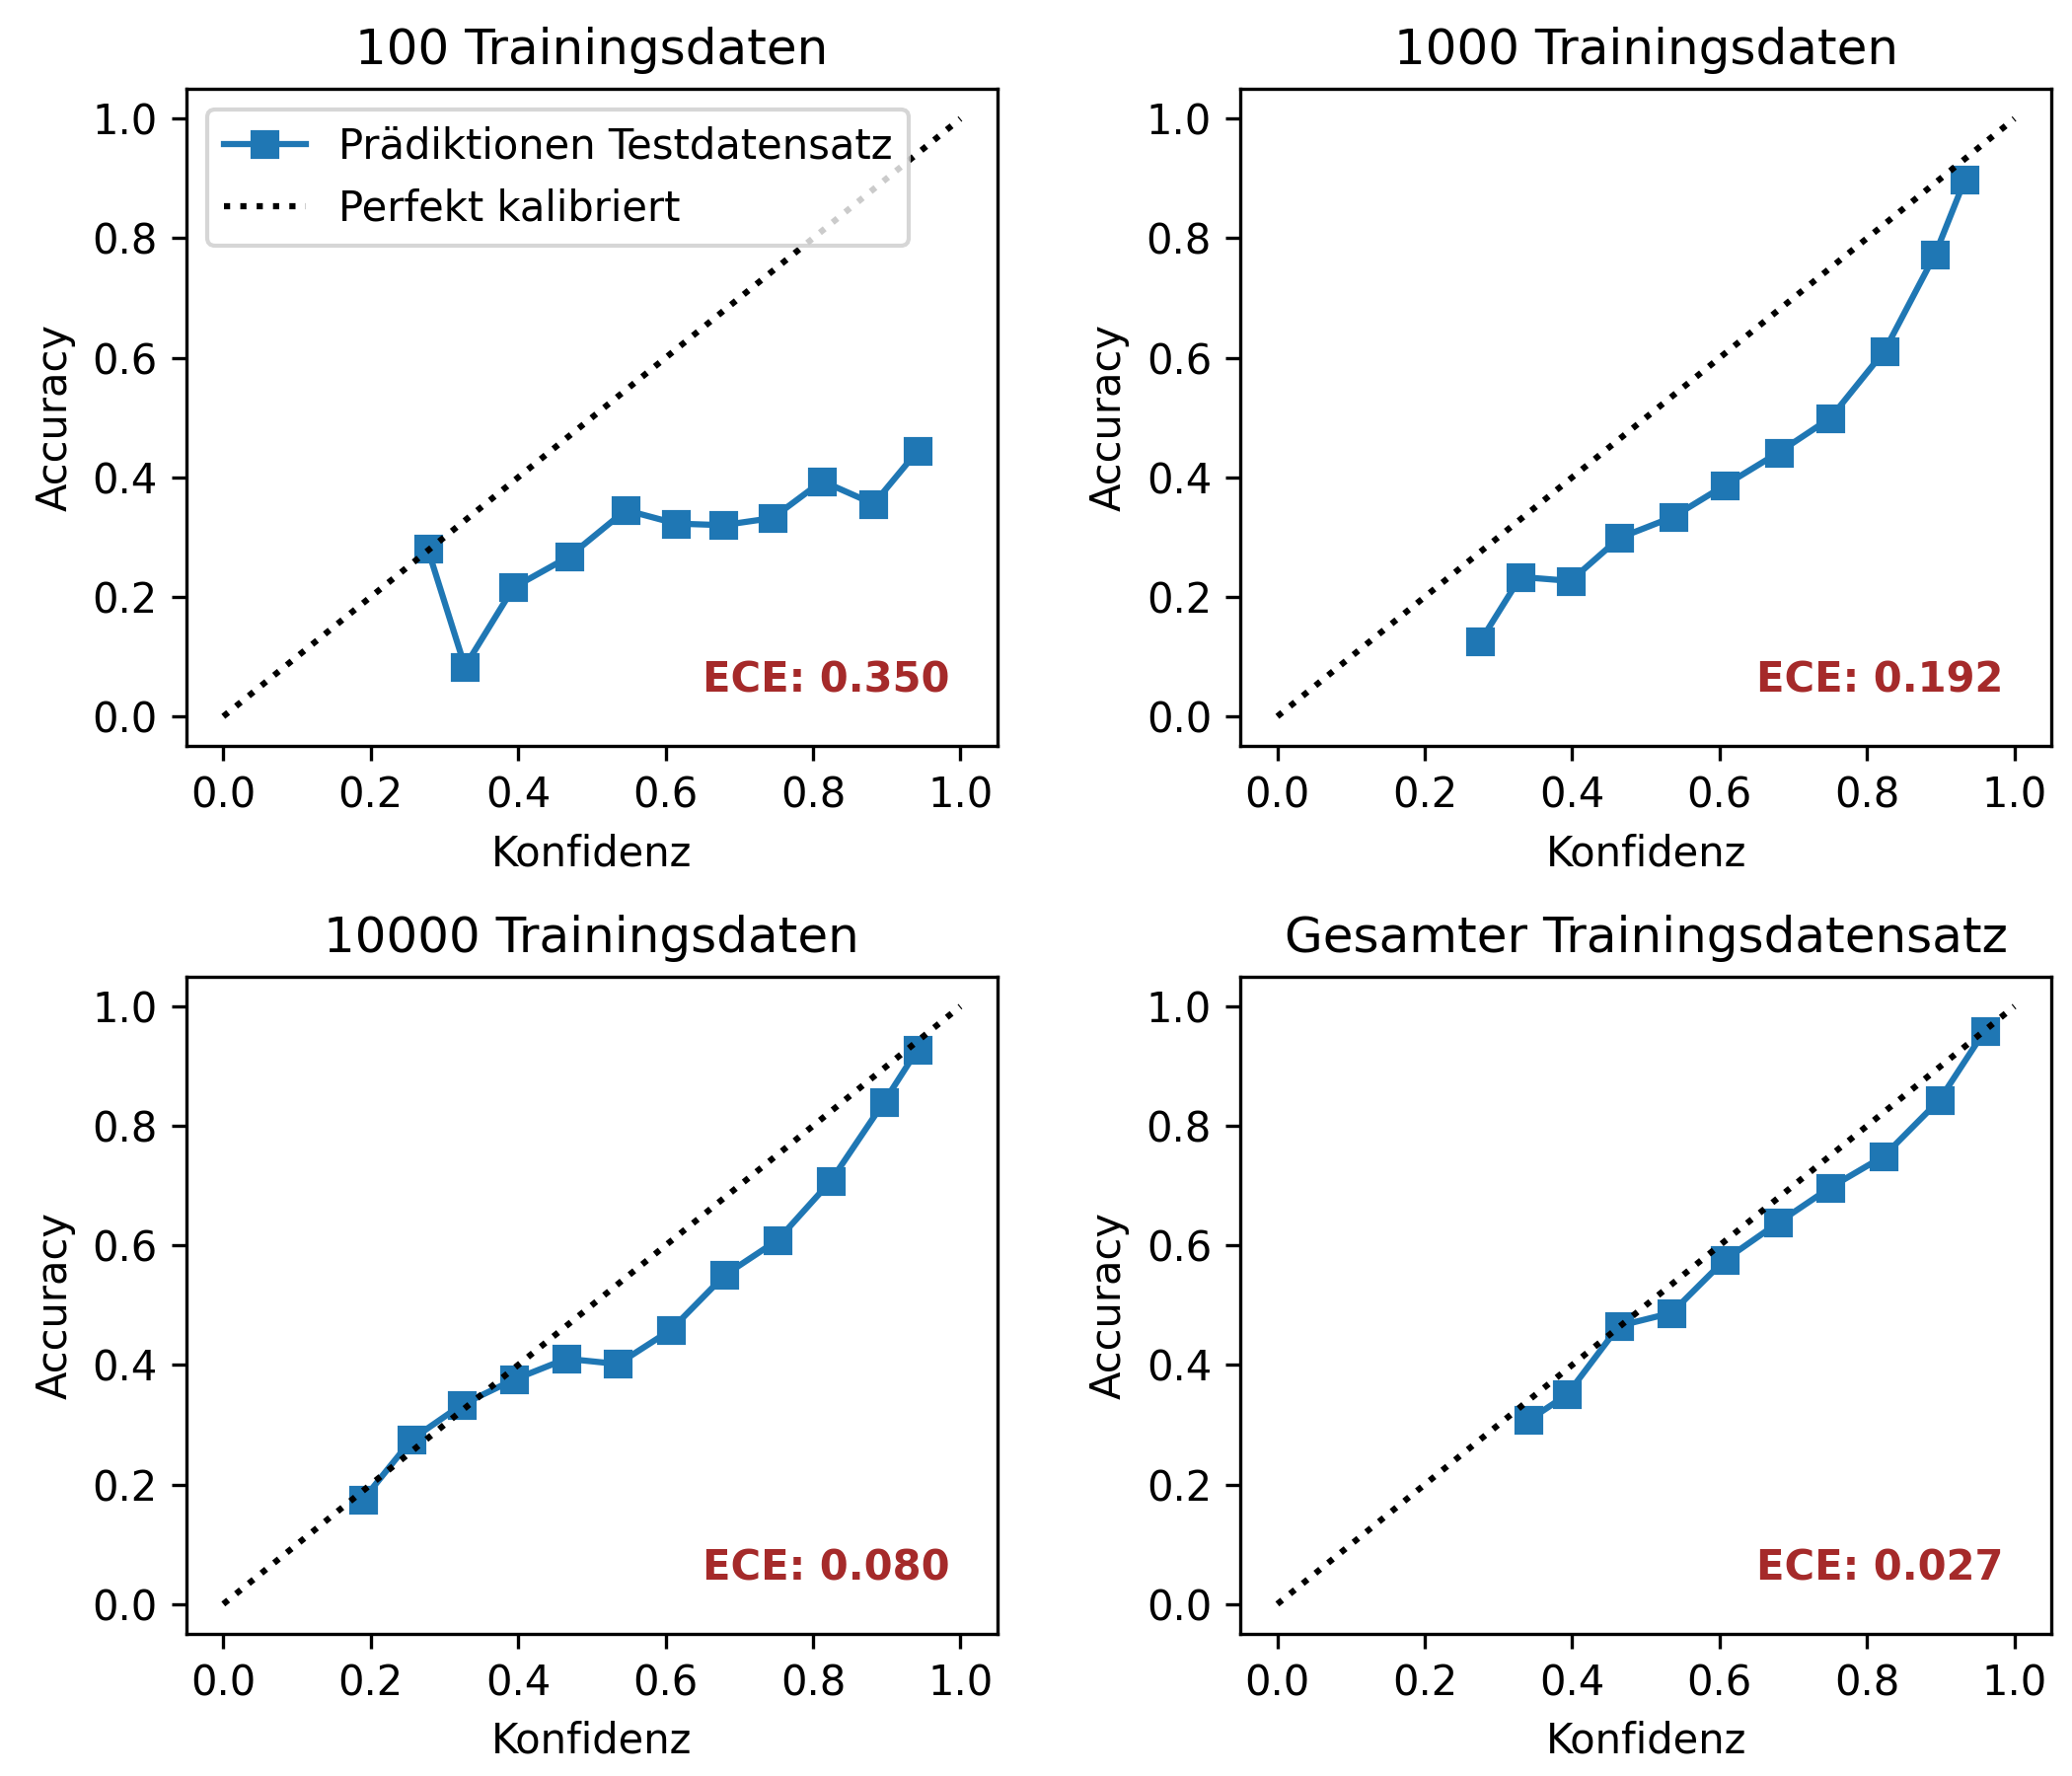 100 Trainingsdaten
1.0
0.8
0.6
0.4
0.2
0.0
Accuracy
Prädiktionen Testdatensatz
Perfekt kalibriert
ECE: 0.350
0.0 0.2 0.4 0.6 0.8 1.0
Konfidenz
1000 Trainingsdaten
1.0
0.8
0.6
0.4
0.2
0.0
Accuracy
ECE: 0.192
0.0 0.2 0.4 0.6 0.8 1.0
Konfidenz
10000 Trainingsdaten
1.0
0.8
0.6
0.4
0.2
0.0
Accuracy
ECE: 0.080
0.0 0.2 0.4 0.6 0.8 1.0
Konfidenz
Gesamter Trainingsdatensatz
1.0
0.8
0.6
0.4
0.2
0.0
Accuracy
ECE: 0.027
0.0 0.2 0.4 0.6 0.8 1.0
Konfidenz